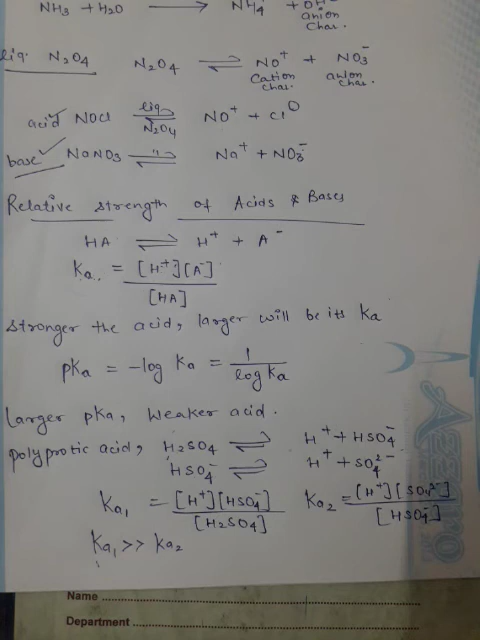 NH3 + H2O ⟶ NH4 + OH
anion
Char.
liq. N2O4 N2O4 ⇌ NO+ + NO3-
Cation anion
char. char.
acid ✓ NOCl ⇌ liq. N2O4 NO+ + Cl
base ✓ NaNO3 ⇌ " Na+ + NO3-
Relative strength of Acids & Bases
HA ⇌ H+ + A-
Ka = [H+][A-] / [HA]
Stronger the acid, larger will be its Ka
pKa = -log Ka = 1 / log Ka
Larger pKa, Weaker acid.
polyprotic acid, H2SO4 ⇌ H+ + HSO4-
HSO4- ⇌ H+ + SO4 2-
Ka1 = [H+][HSO4-] / [H2SO4] Ka2 = [H+][SO4 2-] / [HSO4-]
Ka1 >> Ka2
Name
Department